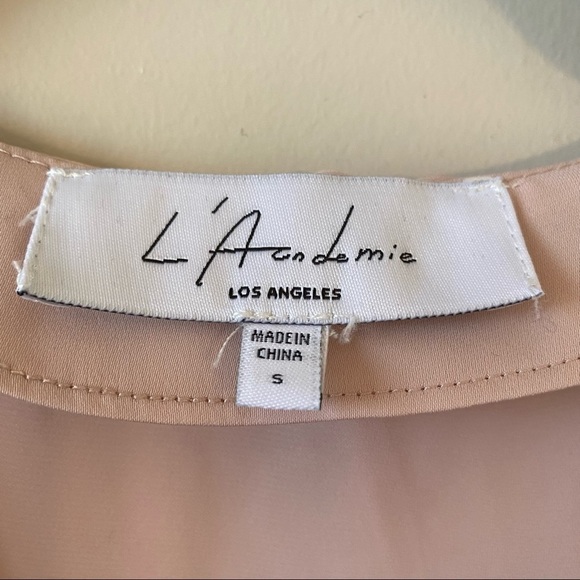 L'Academie
LOS ANGELES
MADE IN
CHINA
S